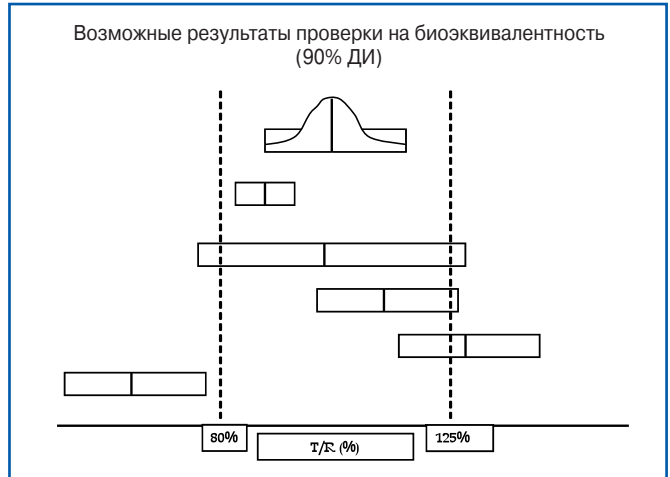 Возможные результаты проверки на биоэквивалентность
(90% ДИ)
80%
T/R (%)
125%